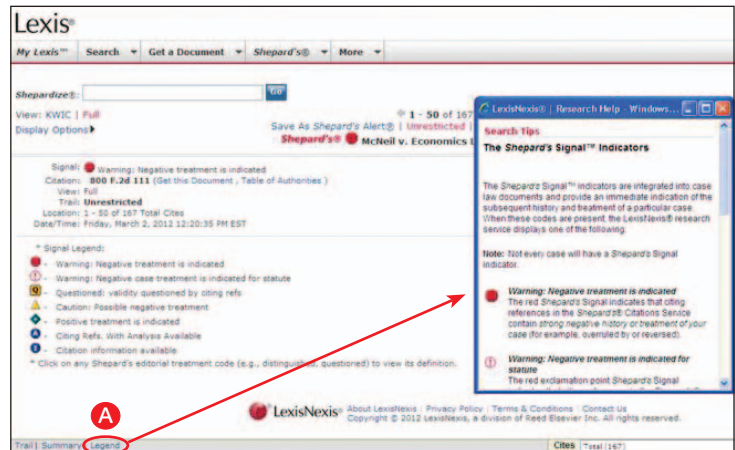 Lexis®
My Lexis™ Search Get a Document Shepard's® More
Shepardize®: Go
View: KWIC | Full
Display Options
1 - 50 of 167
Save As Shepard's Alert® | Unrestricted |
Shepard's® McNeil v. Economics L
Signal: Warning: Negative treatment is indicated
Citation: 800 F.2d 111 (Get this Document, Table of Authorities)
View: Full
Trail: Unrestricted
Location: 1 - 50 of 167 Total Cites
Date/Time: Friday, March 2, 2012 12:20:35 PM EST
* Signal Legend:
- Warning: Negative treatment is indicated
- Warning: Negative case treatment is indicated for statute
Q - Questioned: validity questioned by citing refs
- Caution: Possible negative treatment
- Positive treatment is indicated
A - Citing Refs. With Analysis Available
I - Citation information available
* Click on any Shepard's editorial treatment code (e.g., distinguished, questioned) to view its definition.
LexisNexis® | Research Help - Windows...
Search Tips
The Shepard's Signal™ Indicators
The Shepard's Signal™ indicators are integrated into case
law documents and provide an immediate indication of the
subsequent history and treatment of a particular case.
When these codes are present, the LexisNexis® research
service displays one of the following:
Note: Not every case will have a Shepard's Signal
indicator.
Warning: Negative treatment is indicated
The red Shepard's Signal indicates that citing
references in the Shepard's® Citations Service
contain strong negative history or treatment of your
case (for example, overruled by or reversed).
Warning: Negative treatment is indicated for
statute
The red exclamation point Shepard's Signal
A
LexisNexis® About LexisNexis | Privacy Policy | Terms & Conditions | Contact Us
Copyright © 2012 LexisNexis, a division of Reed Elsevier Inc. All rights reserved.
Trail | Summary | Legend
Cites Total (167)